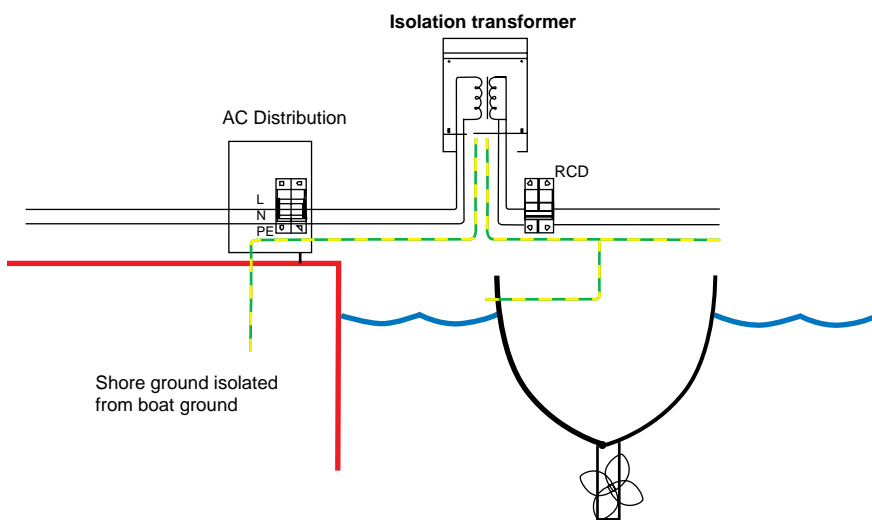 Isolation transformer
AC Distribution
RCD
L
N
PE
Shore ground isolated
from boat ground